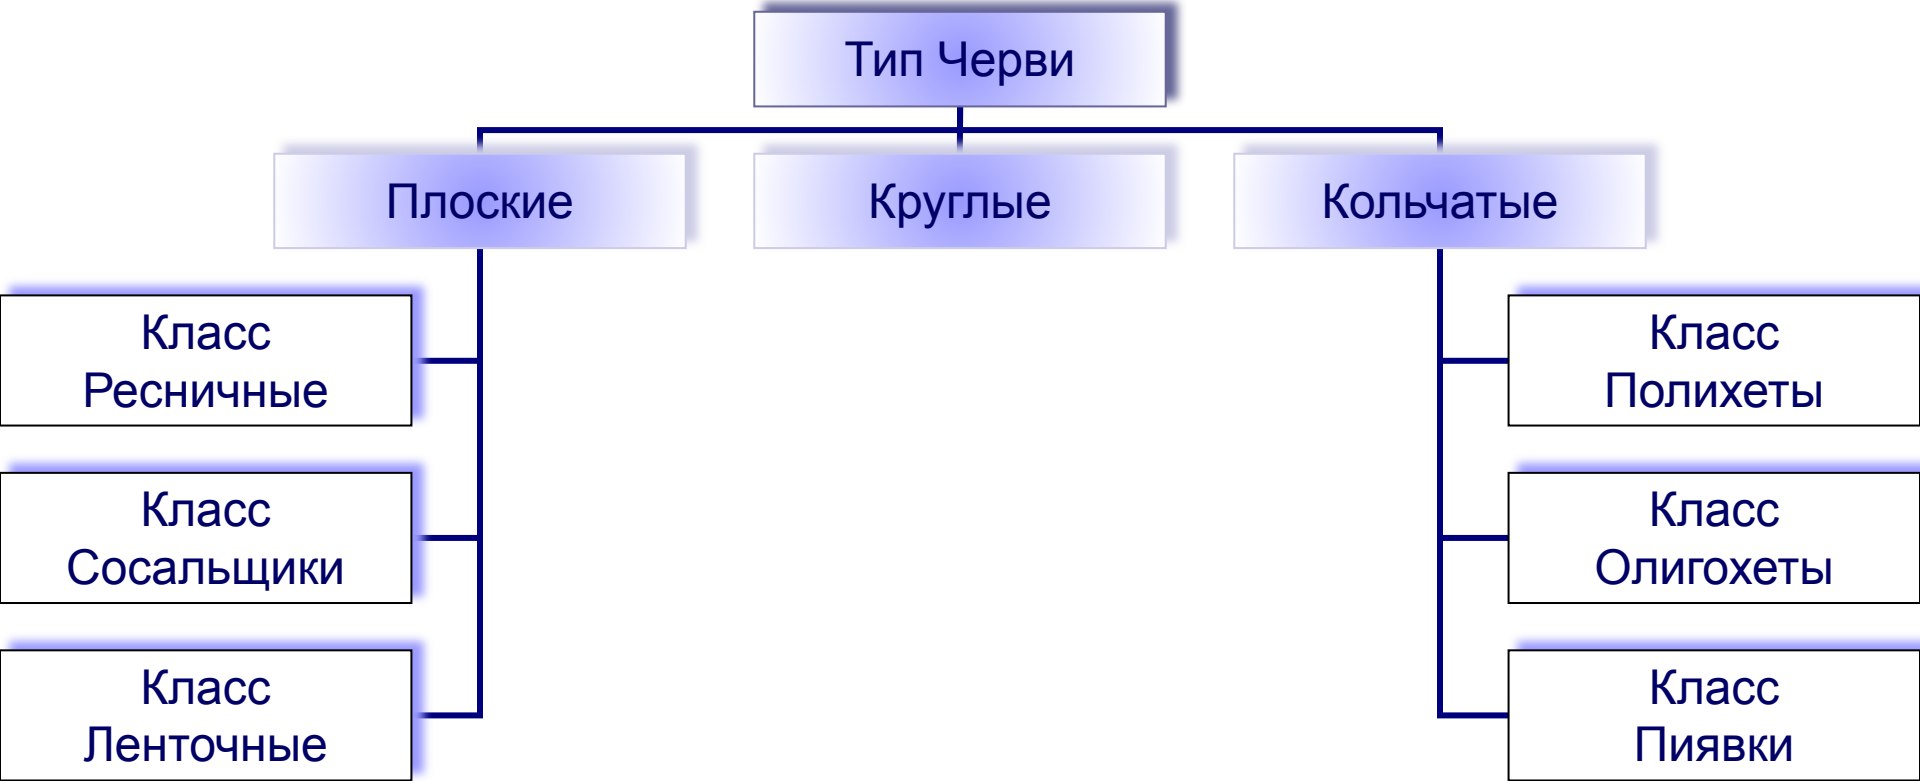 Тип Черви
Плоские
Круглые
Кольчатые
Класс
Ресничные
Класс
Сосальщики
Класс
Ленточные
Класс
Полихеты
Класс
Олигохеты
Класс
Пиявки